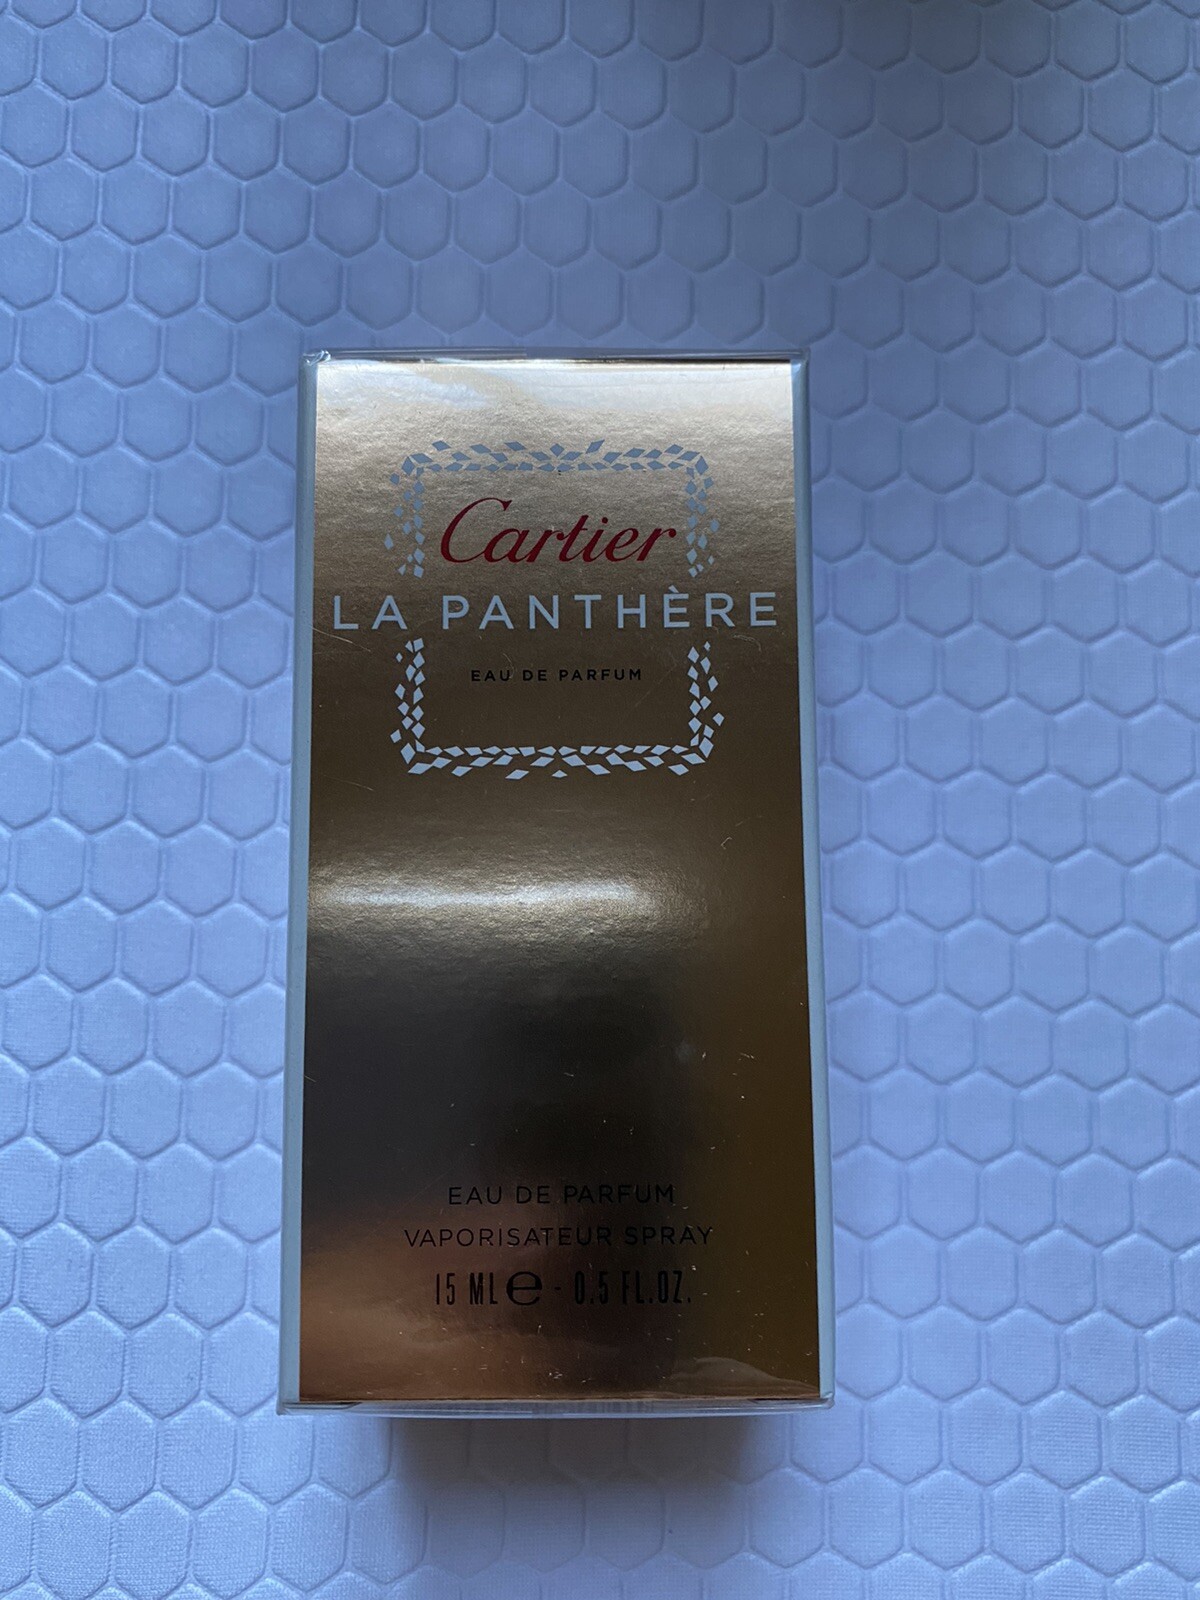 Cartier
LA PANTHÈRE
EAU DE PARFUM
EAU DE PARFUM
VAPORISATEUR SPRAY
15 ML e - 0.5 FL.OZ.